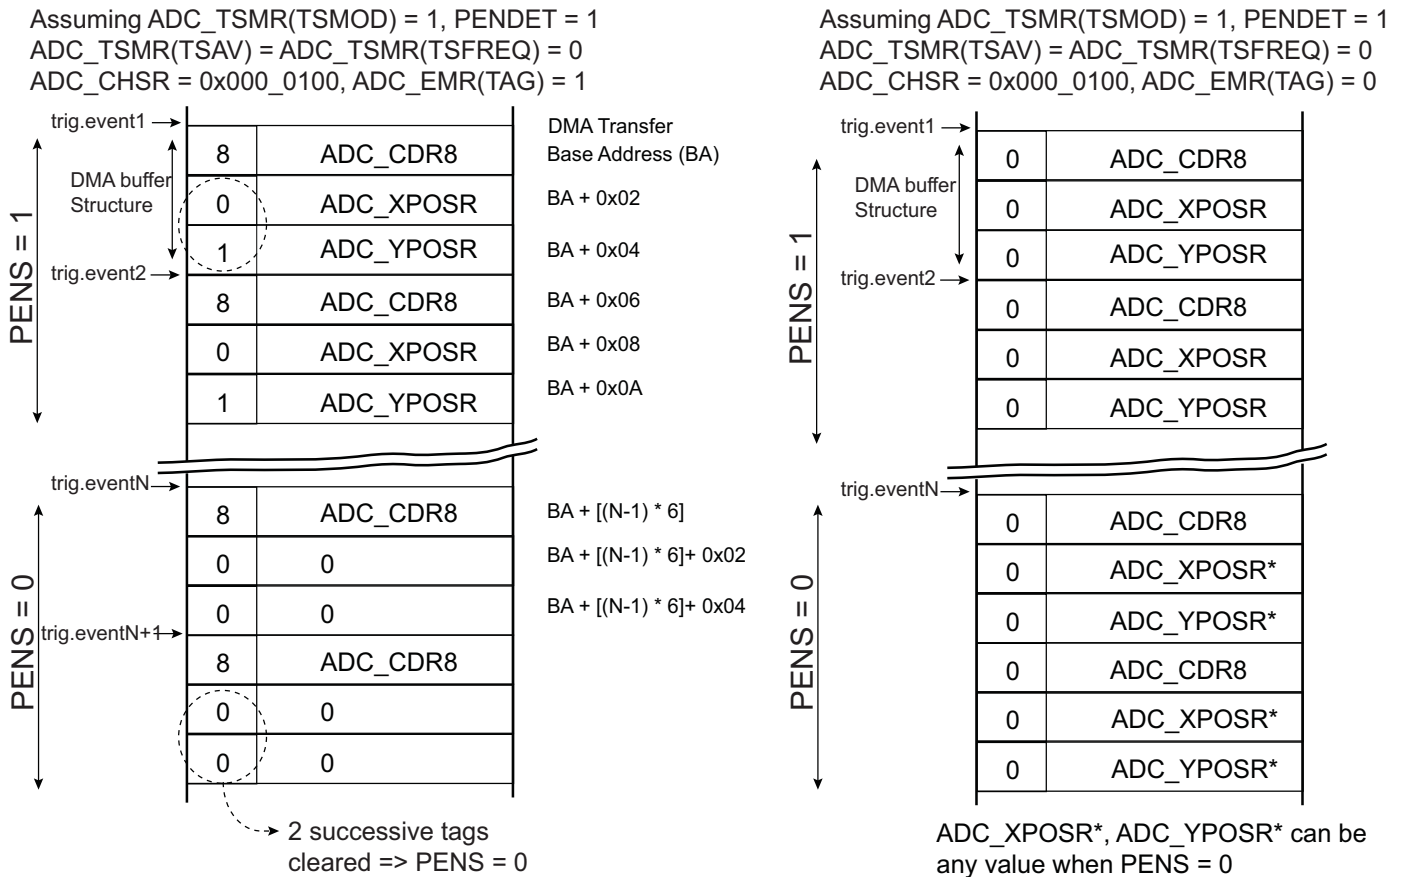 Assuming ADC_TSMR(TSMOD) = 1, PENDET = 1
ADC_TSMR(TSAV) = ADC_TSMR(TSFREQ) = 0
ADC_CHSR = 0x000_0100, ADC_EMR(TAG) = 1
trig.event1
DMA Transfer
8 ADC_CDR8 Base Address (BA)
DMA buffer
Structure
0 ADC_XPOSR BA + 0x02
1 ADC_YPOSR BA + 0x04
PENS = 1
trig.event2
8 ADC_CDR8 BA + 0x06
0 ADC_XPOSR BA + 0x08
1 ADC_YPOSR BA + 0x0A
trig.eventN
8 ADC_CDR8 BA + [(N-1) * 6]
0 0 BA + [(N-1) * 6]+ 0x02
0 0 BA + [(N-1) * 6]+ 0x04
PENS = 0
trig.eventN+1
8 ADC_CDR8
0 0
0 0
2 successive tags
cleared => PENS = 0
Assuming ADC_TSMR(TSMOD) = 1, PENDET = 1
ADC_TSMR(TSAV) = ADC_TSMR(TSFREQ) = 0
ADC_CHSR = 0x000_0100, ADC_EMR(TAG) = 0
trig.event1
0 ADC_CDR8
DMA buffer
Structure
0 ADC_XPOSR
0 ADC_YPOSR
PENS = 1
trig.event2
0 ADC_CDR8
0 ADC_XPOSR
0 ADC_YPOSR
trig.eventN
0 ADC_CDR8
0 ADC_XPOSR*
0 ADC_YPOSR*
PENS = 0
0 ADC_CDR8
0 ADC_XPOSR*
0 ADC_YPOSR*
ADC_XPOSR*, ADC_YPOSR* can be
any value when PENS = 0